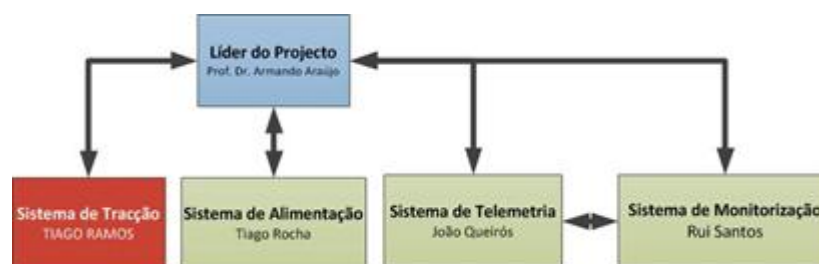 Líder do Projecto
Prof. Dr. Armando Araújo
Sistema de Tracção
TIAGO RAMOS
Sistema de Alimentação
Tiago Rocha
Sistema de Telemetria
João Queirós
Sistema de Monitorização
Rui Santos